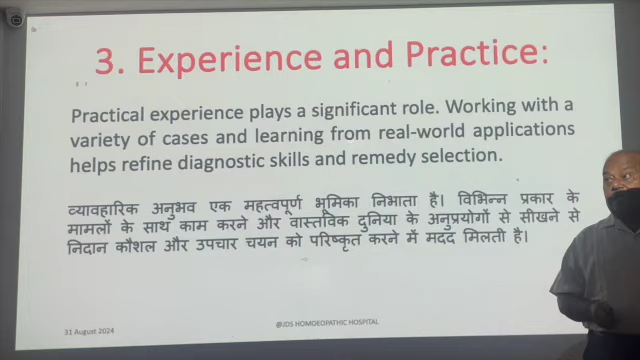 3. Experience and Practice:
Practical experience plays a significant role. Working with a
variety of cases and learning from real-world applications
helps refine diagnostic skills and remedy selection.
व्यावहारिक अनुभव एक महत्वपूर्ण भूमिका निभाता है। विभिन्न प्रकार के
मामलों के साथ काम करने और वास्तविक दुनिया के अनुप्रयोगों से सीखने से
निदान कौशल और उपचार चयन को परिष्कृत करने में मदद मिलती है।
31 August 2024
@JDS HOMOEOPATHIC HOSPITAL